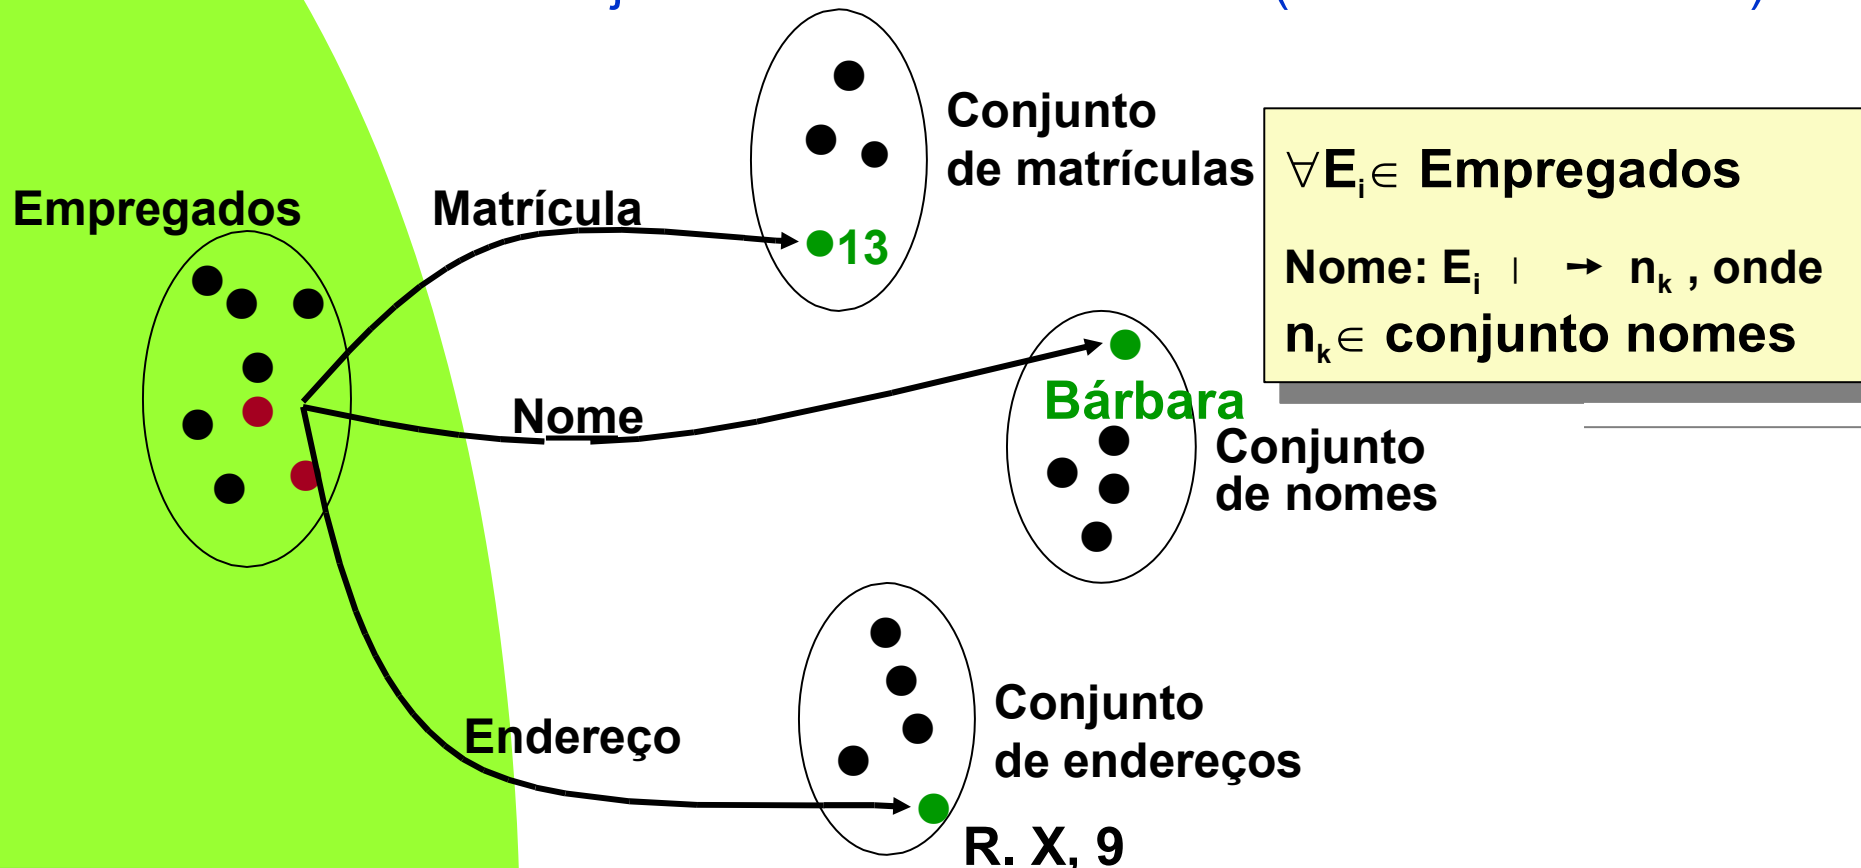 Conjunto
de matrículas
Empregados
Matrícula
13
∀Ei∈ Empregados
Nome: Ei | → nk , onde
nk∈ conjunto nomes
Nome
Bárbara
Conjunto
de nomes
Endereço
Conjunto
de endereços
R. X, 9